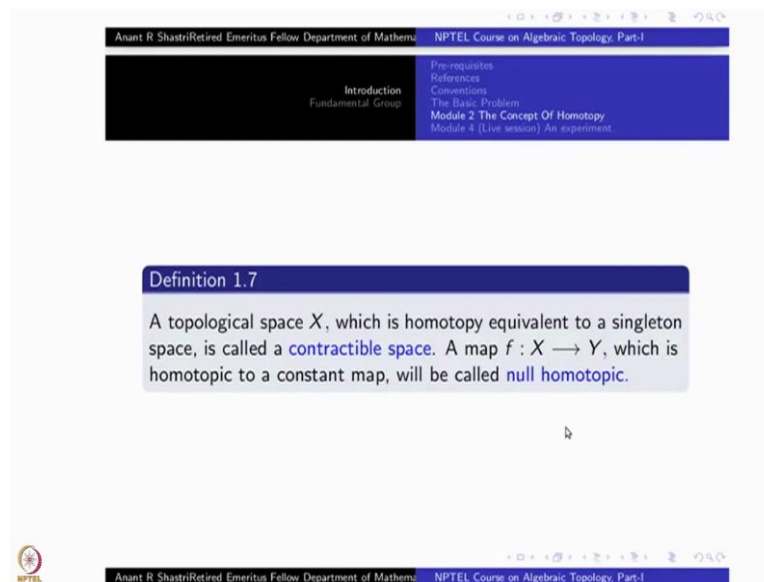 Anant R ShastriRetired Emeritus Fellow Department of Mathema NPTEL Course on Algebraic Topology, Part-I
Introduction
Fundamental Group
Pre-requisites
References
Conventions
The Basic Problem
Module 2 The Concept Of Homotopy
Module 4 (Live session) An experiment
Definition 1.7
A topological space X, which is homotopy equivalent to a singleton
space, is called a contractible space. A map f : X ⟶ Y, which is
homotopic to a constant map, will be called null homotopic.
NPTEL
Anant R ShastriRetired Emeritus Fellow Department of Mathema NPTEL Course on Algebraic Topology, Part-I